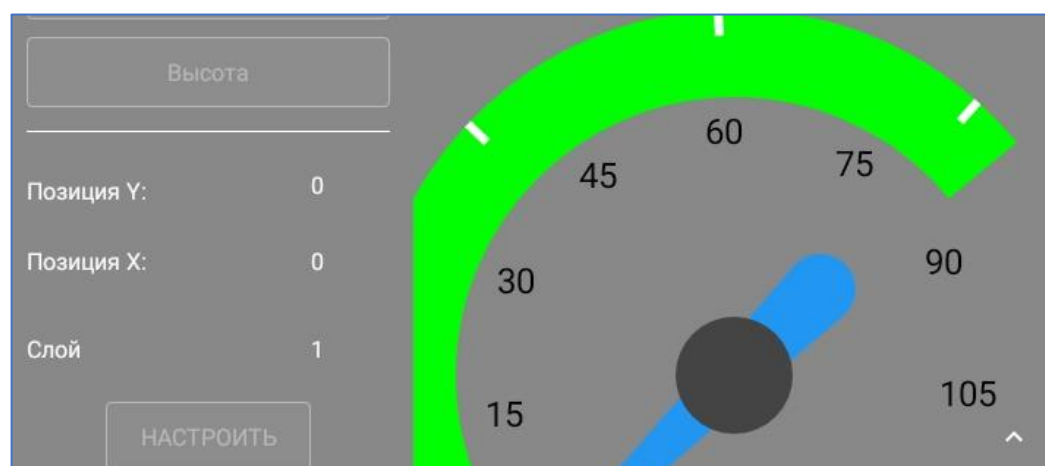 Высота
Позиция Y: 0
Позиция X: 0
Слой 1
НАСТРОИТЬ
15
30
45
60
75
90
105